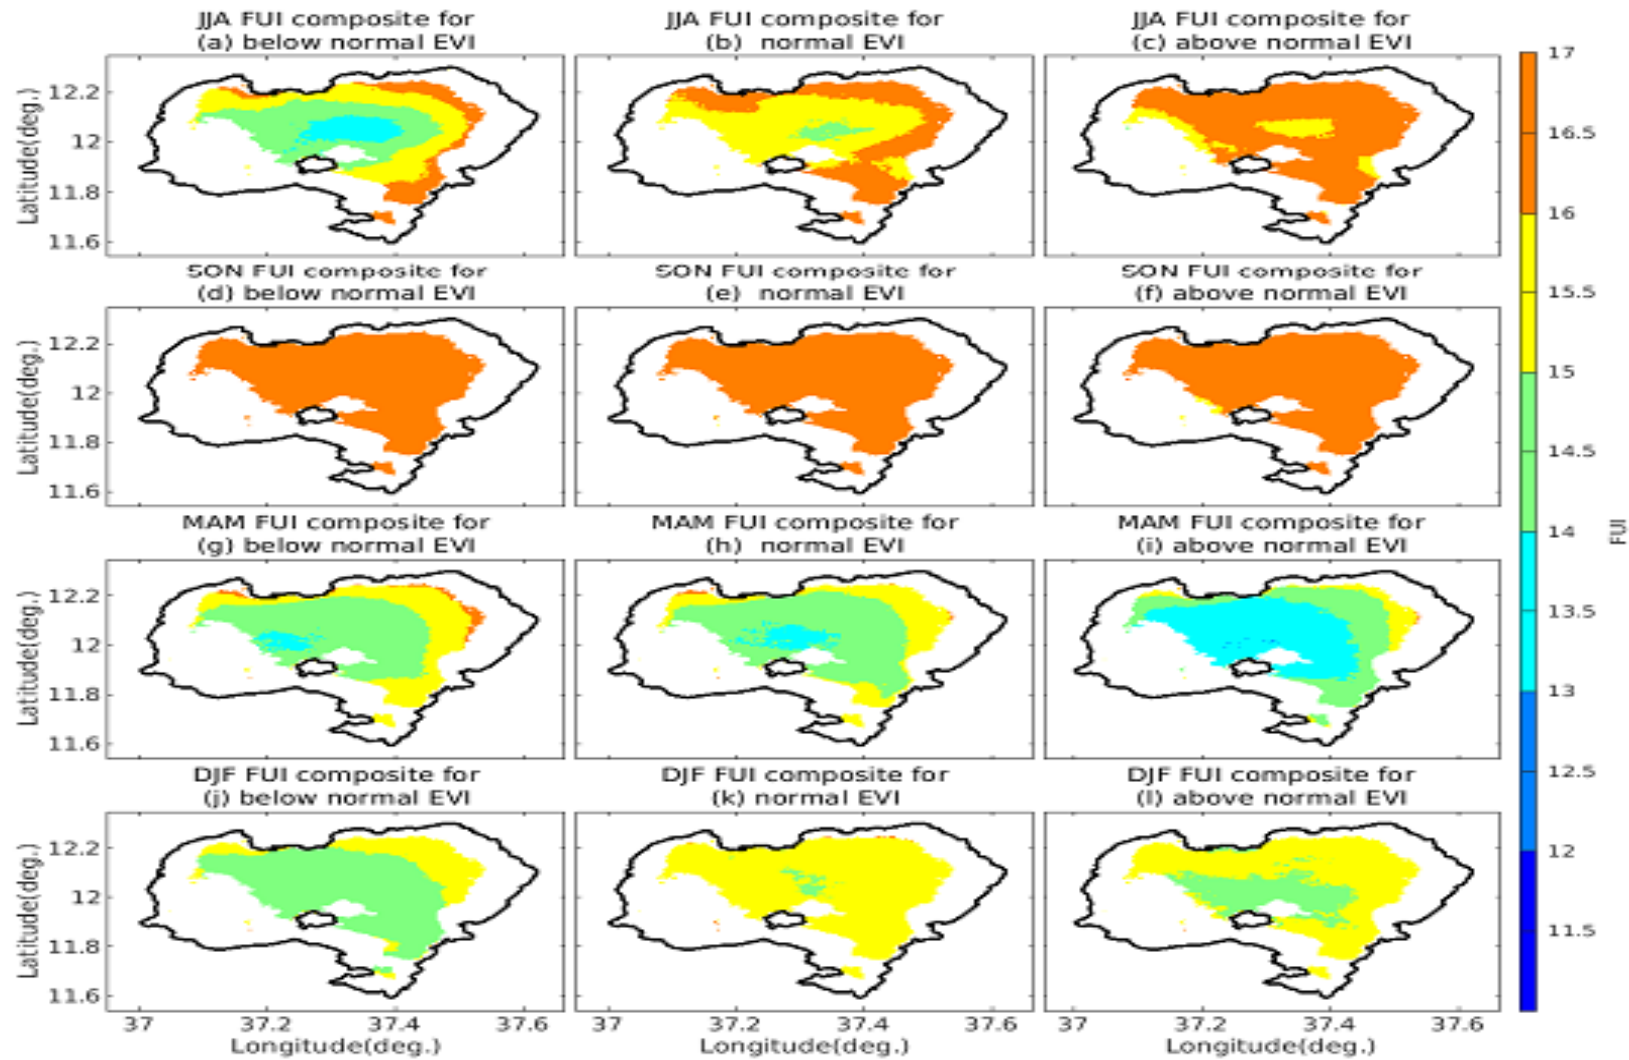 JJA FUI composite for
(a) below normal EVI
JJA FUI composite for
(b) normal EVI
JJA FUI composite for
(c) above normal EVI
Latitude(deg.)
12.2
12
11.8
11.6
SON FUI composite for
(d) below normal EVI
SON FUI composite for
(e) normal EVI
SON FUI composite for
(f) above normal EVI
Latitude(deg.)
12.2
12
11.8
11.6
MAM FUI composite for
(g) below normal EVI
MAM FUI composite for
(h) normal EVI
MAM FUI composite for
(i) above normal EVI
Latitude(deg.)
12.2
12
11.8
11.6
DJF FUI composite for
(j) below normal EVI
DJF FUI composite for
(k) normal EVI
DJF FUI composite for
(l) above normal EVI
Latitude(deg.)
12.2
12
11.8
11.6
37 37.2 37.4 37.6
Longitude(deg.)
37 37.2 37.4 37.6
Longitude(deg.)
37 37.2 37.4 37.6
Longitude(deg.)
17
16.5
16
15.5
15
14.5
14
13.5
13
12.5
12
11.5
FUI